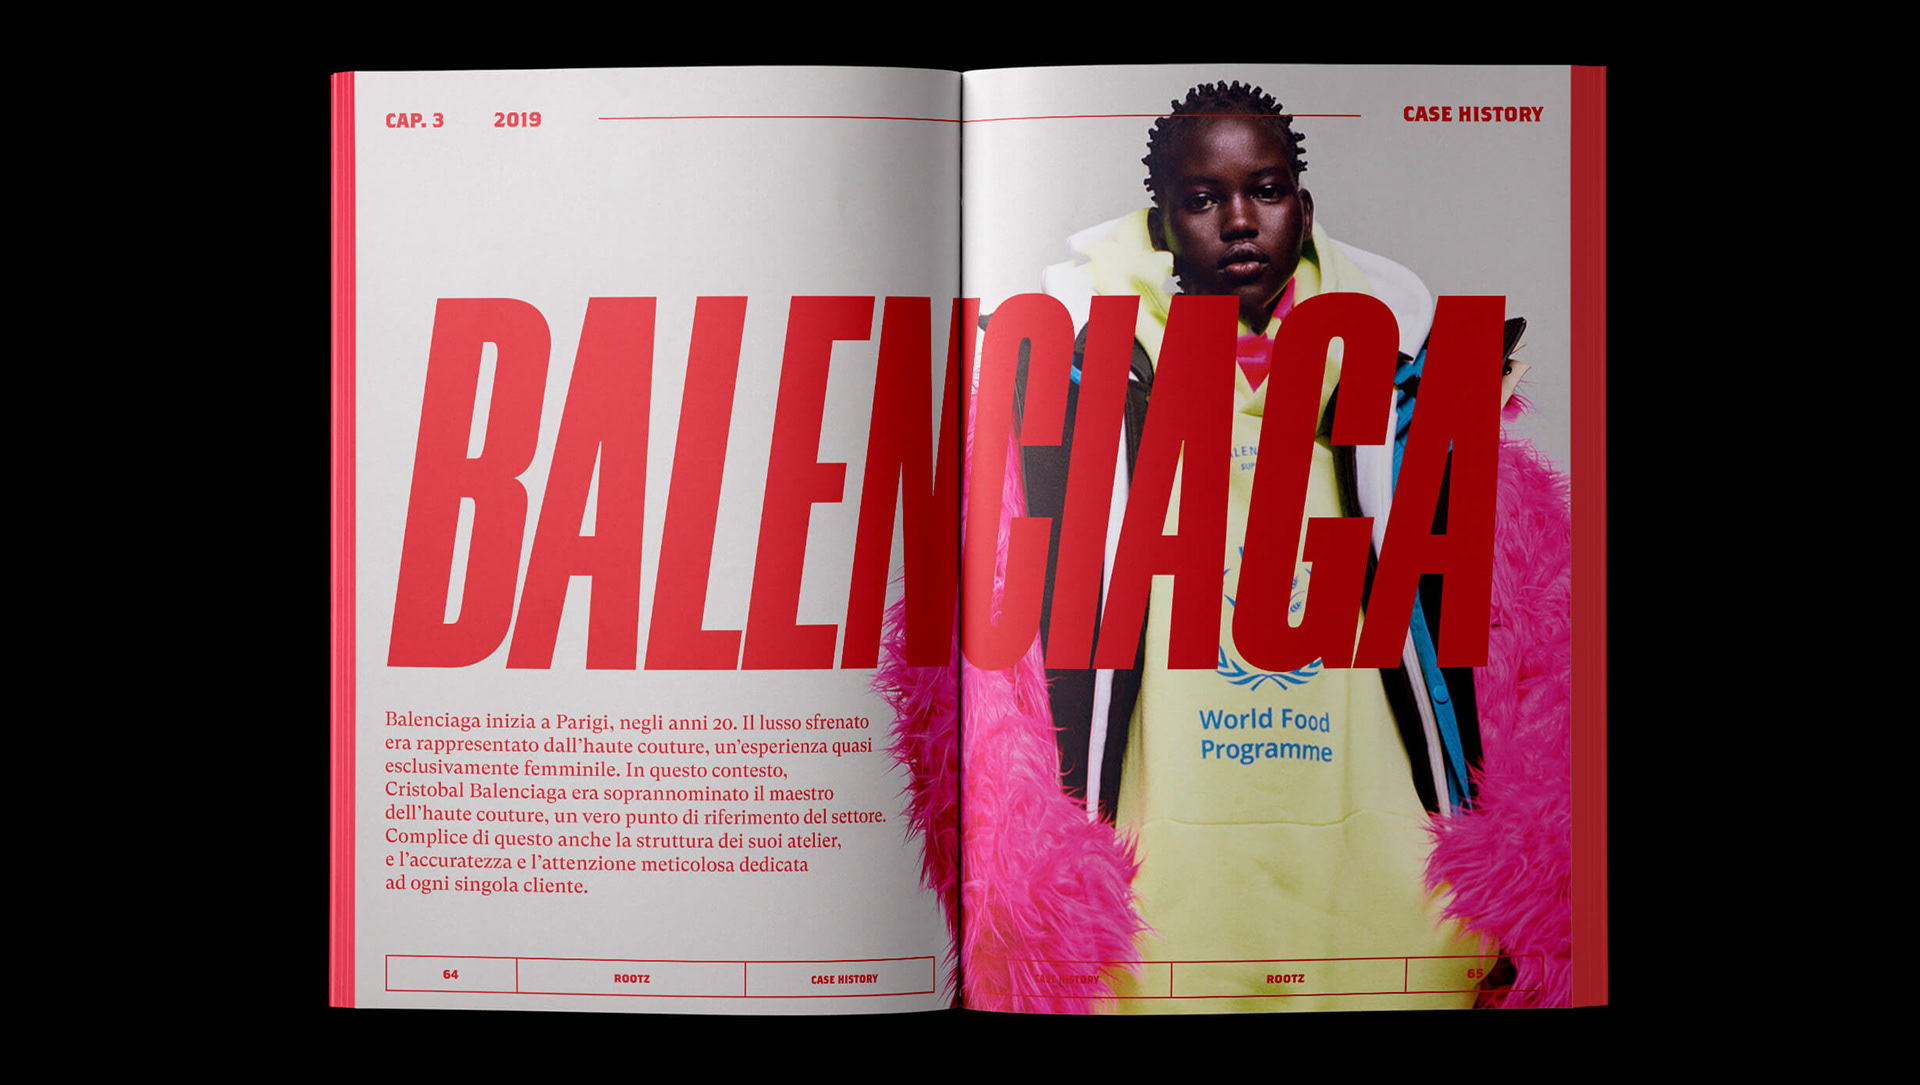 CAP. 3 2019
CASE HISTORY
BALENCIAGA
Balenciaga inizia a Parigi, negli anni 20. Il lusso sfrenato
era rappresentato dall'haute couture, un'esperienza quasi
esclusivamente femminile. In questo contesto,
Cristobal Balenciaga era soprannominato il maestro
dell'haute couture, un vero punto di riferimento del settore.
Complice di questo anche la struttura dei suoi atelier,
e l'accuratezza e l'attenzione meticolosa dedicata
ad ogni singola cliente.
World Food
Programme
64 ROOTZ CASE HISTORY
CASE HISTORY ROOTZ 65